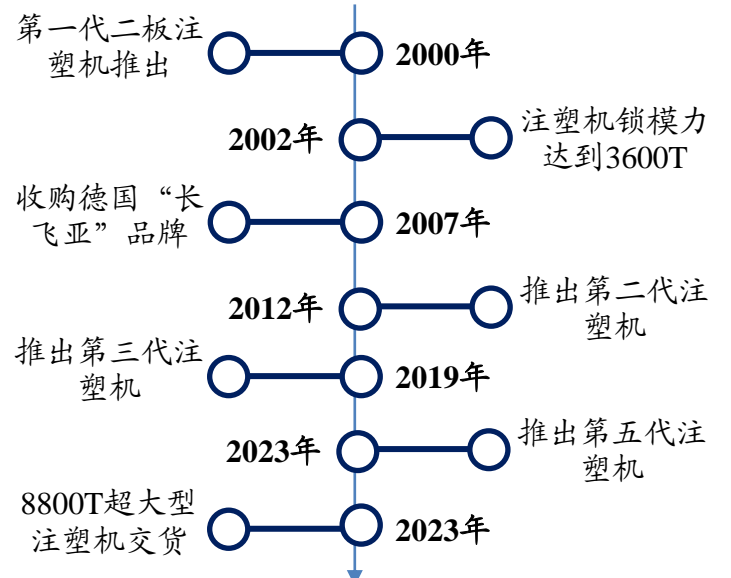 第一代二板注
塑机推出
2000年
2002年
注塑机锁模力
达到3600T
收购德国“长
飞亚”品牌
2007年
2012年
推出第二代注
塑机
推出第三代注
塑机
2019年
2023年
推出第五代注
塑机
8800T超大型
注塑机交货
2023年